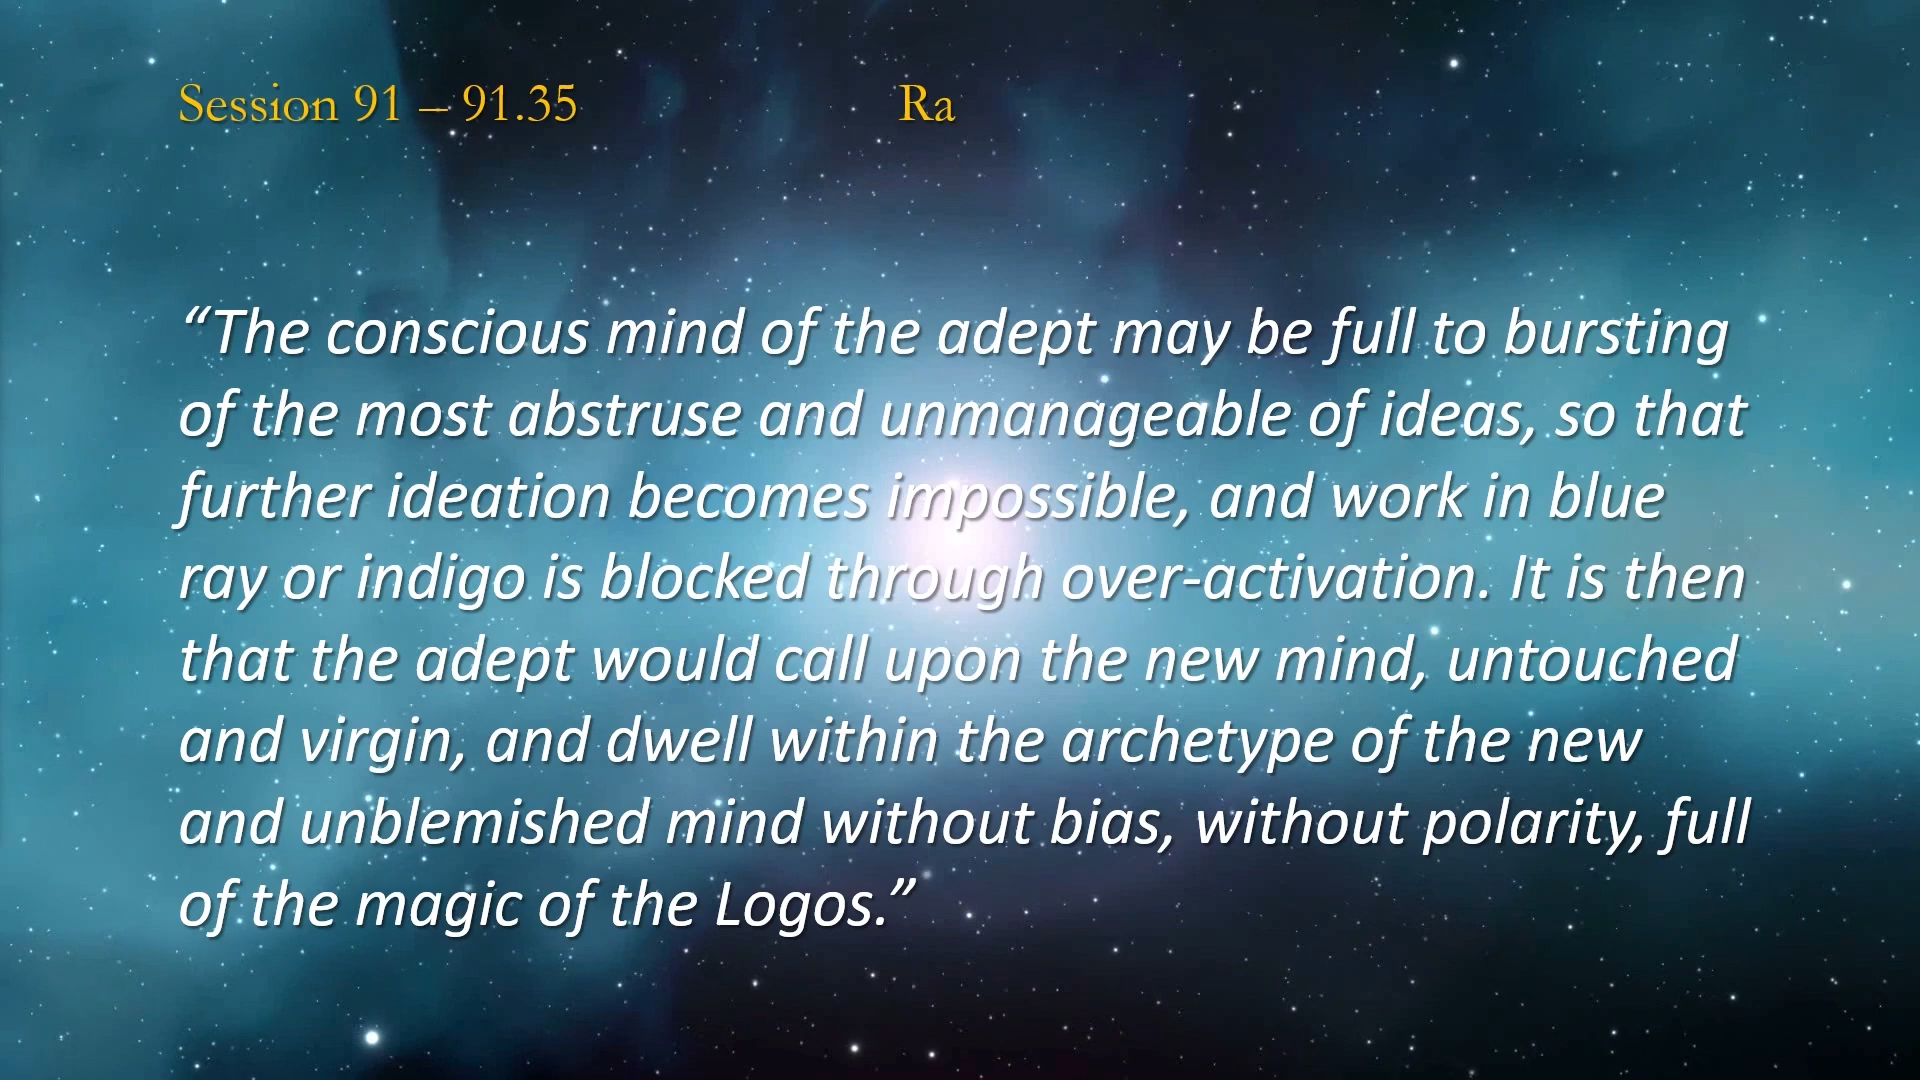 Session 91 – 91.35 Ra
“The conscious mind of the adept may be full to bursting
of the most abstruse and unmanageable of ideas, so that
further ideation becomes impossible, and work in blue
ray or indigo is blocked through over-activation. It is then
that the adept would call upon the new mind, untouched
and virgin, and dwell within the archetype of the new
and unblemished mind without bias, without polarity, full
of the magic of the Logos.”